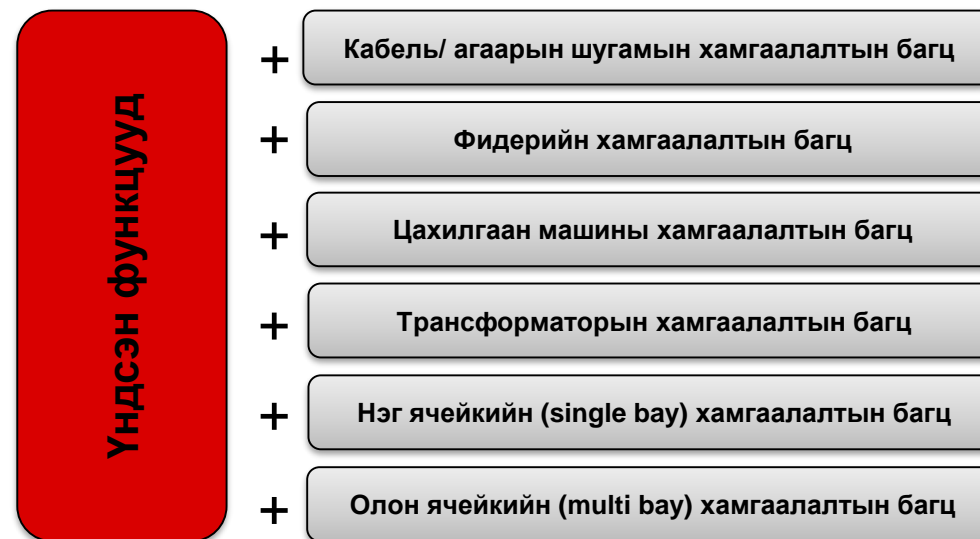 Үндсэн функцууд
+ Кабель/ агаарын шугамын хамгаалалтын багц
+ Фидерийн хамгаалалтын багц
+ Цахилгаан машины хамгаалалтын багц
+ Трансформаторын хамгаалалтын багц
+ Нэг ячейкийн (single bay) хамгаалалтын багц
+ Олон ячейкийн (multi bay) хамгаалалтын багц